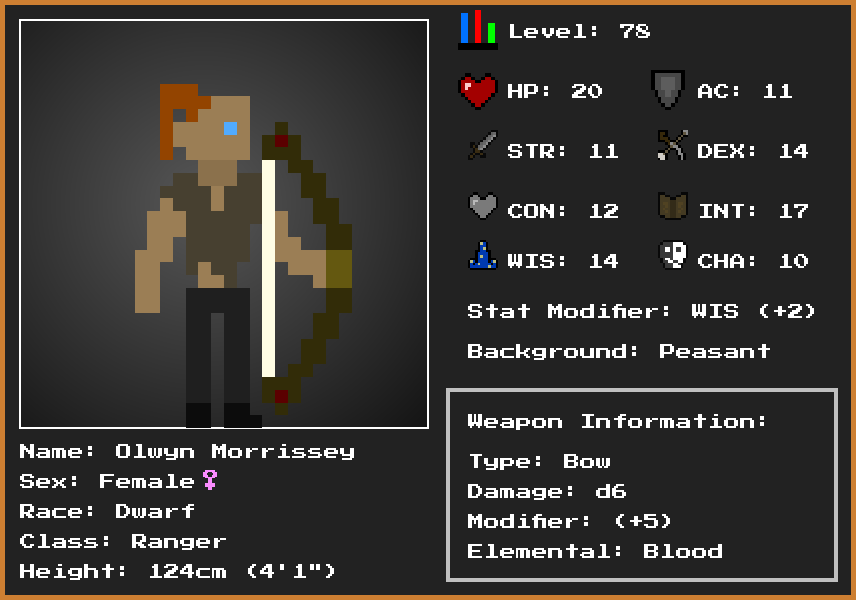 Level: 78
HP: 20 AC: 11
STR: 11 DEX: 14
CON: 12 INT: 17
WIS: 14 CHA: 10
Stat Modifier: WIS (+2)
Background: Peasant
Weapon Information:
Type: Bow
Damage: d6
Modifier: (+5)
Elemental: Blood
Name: Olwyn Morrissey
Sex: Female♀
Race: Dwarf
Class: Ranger
Height: 124cm (4'1")